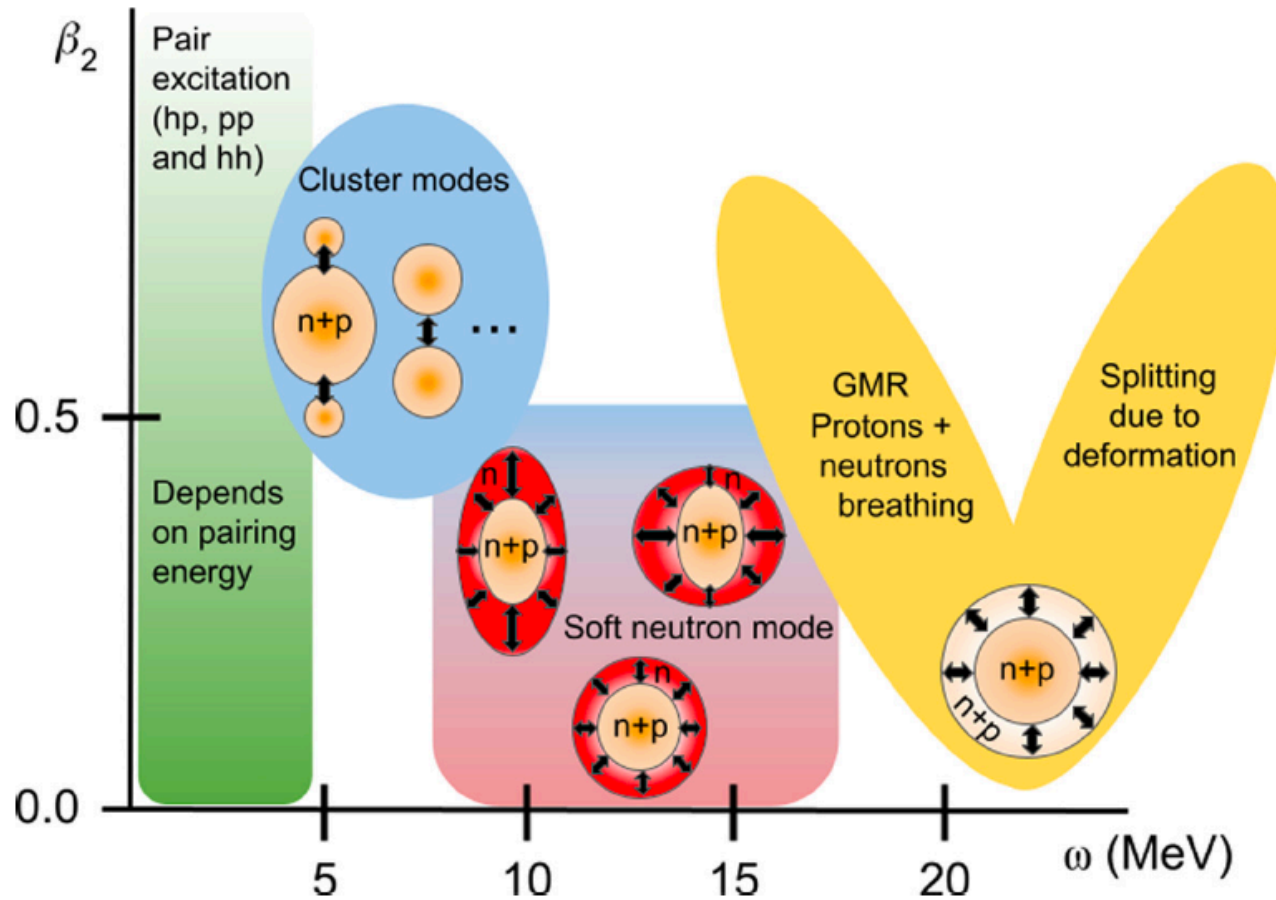 β2
Pair
excitation
(hp, pp
and hh)
Cluster modes
n+p
...
0.5
GMR
Protons +
neutrons
breathing
Splitting
due to
deformation
Depends
on pairing
energy
n
n+p
n
n+p
Soft neutron mode
n
n+p
n+p
n+p
0.0
5
10
15
20
ω (MeV)